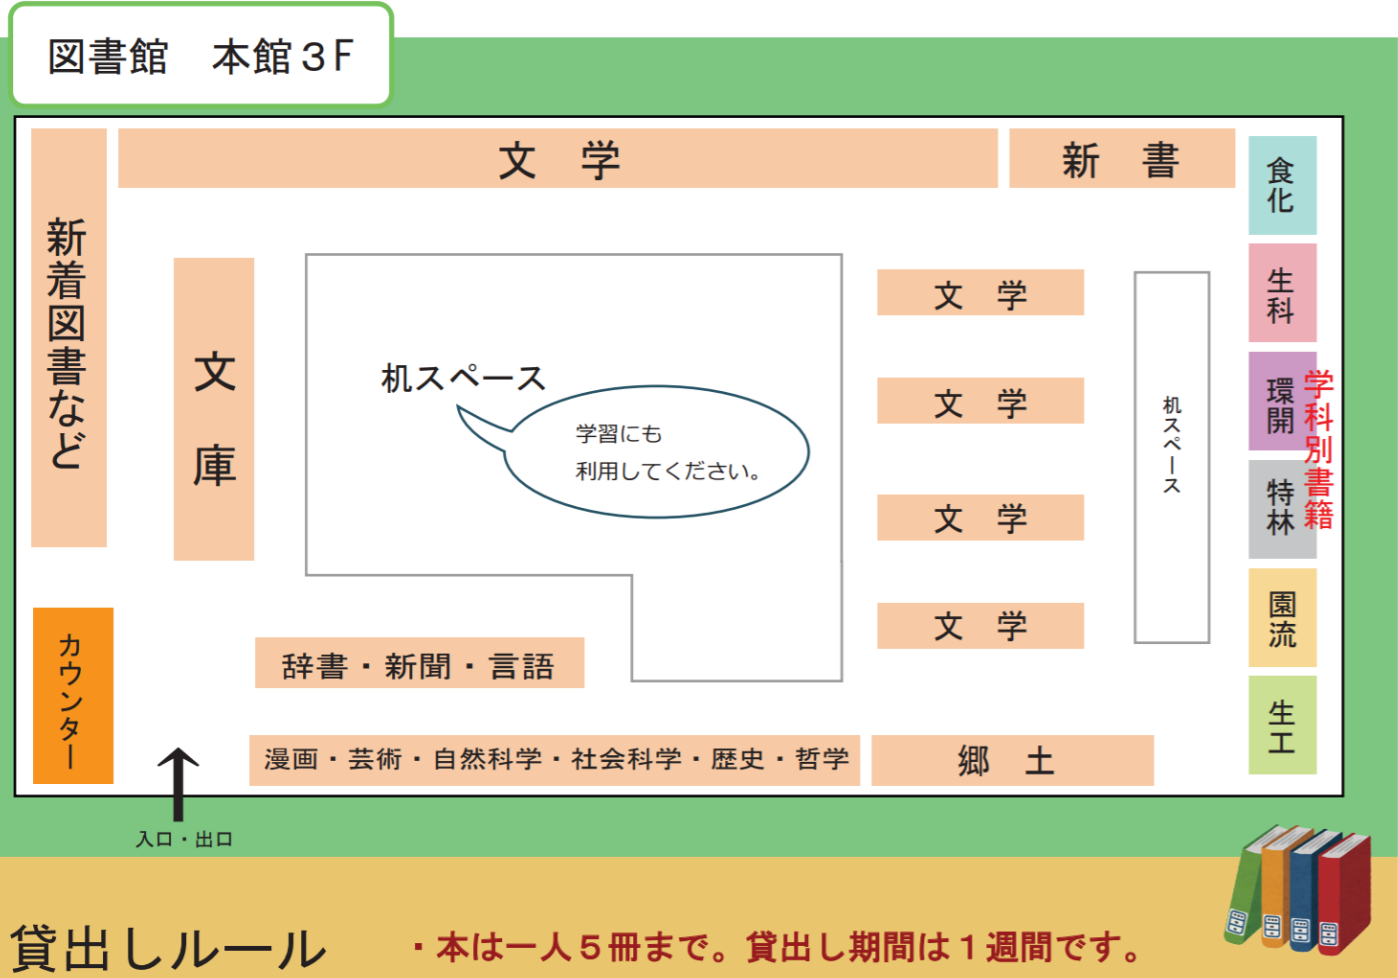 図書館　本館３F
文　学
新　書
食化
新着図書など
生科
文　学
文庫
環開
学科別書籍
机スペース
文　学
机スペース
学習にも
利用してください。
特林
文　学
園流
文　学
カウンター
辞書・新聞・言語
生工
漫画・芸術・自然科学・社会科学・歴史・哲学
郷　土
入口・出口
貸出しルール
・本は一人５冊まで。貸出し期間は１週間です。